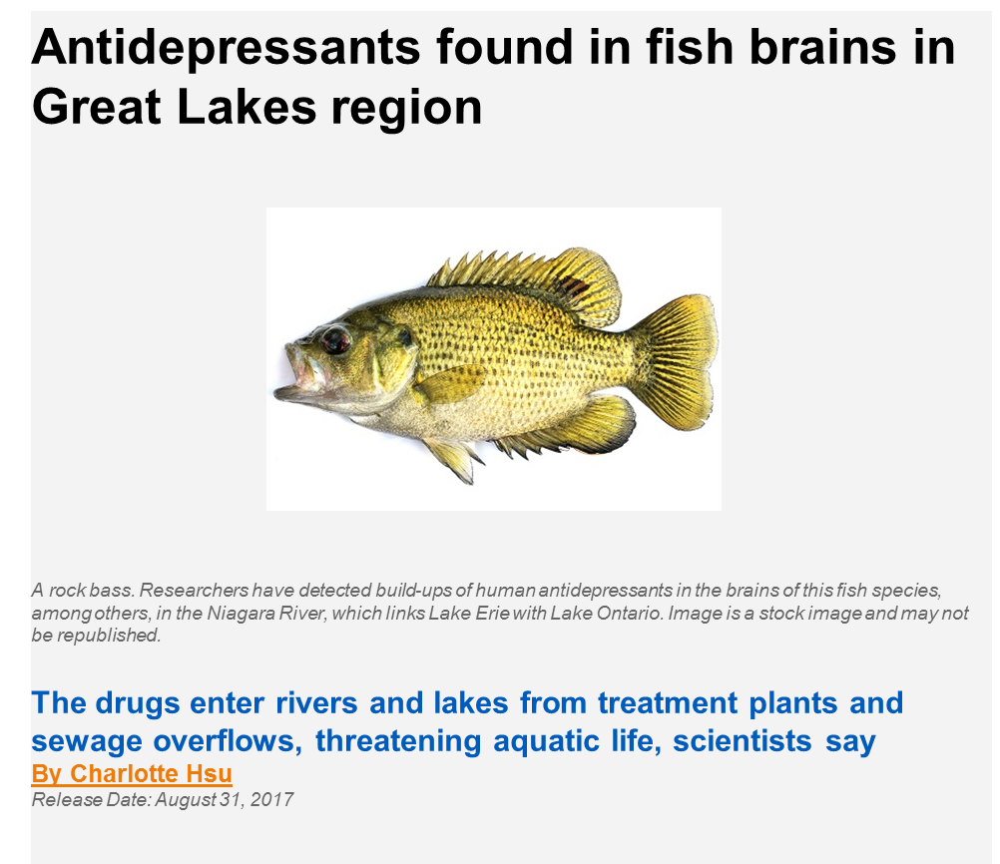 Antidepressants found in fish brains in
Great Lakes region
A rock bass. Researchers have detected build-ups of human antidepressants in the brains of this fish species,
among others, in the Niagara River, which links Lake Erie with Lake Ontario. Image is a stock image and may not
be republished.
The drugs enter rivers and lakes from treatment plants and
sewage overflows, threatening aquatic life, scientists say
By Charlotte Hsu
Release Date: August 31, 2017